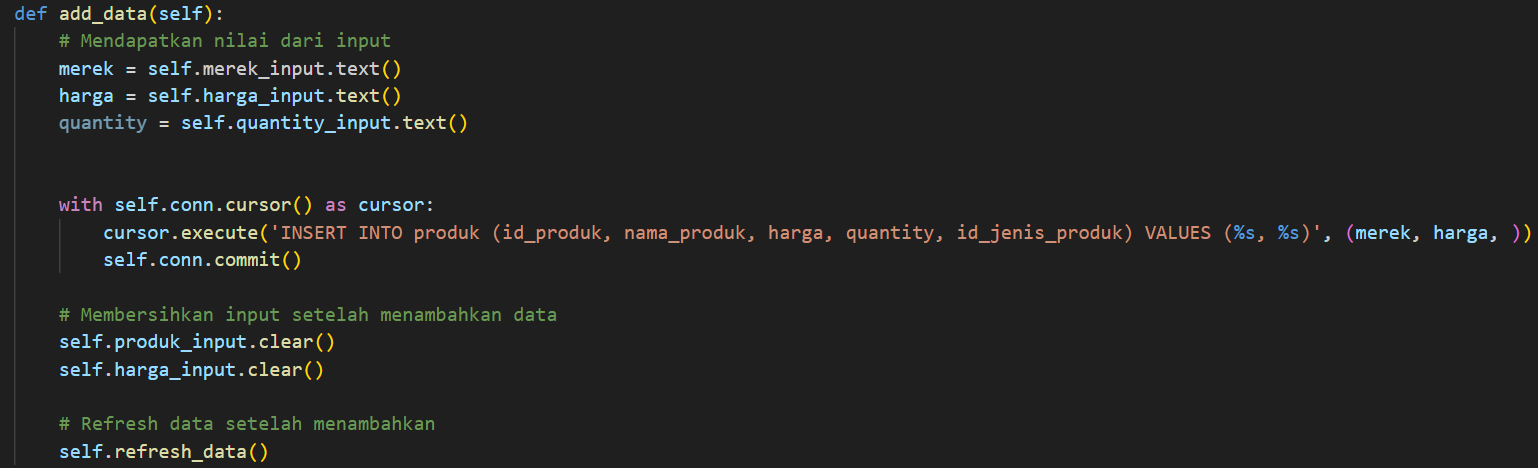 def add_data(self):
    # Mendapatkan nilai dari input
    merek = self.merek_input.text()
    harga = self.harga_input.text()
    quantity = self.quantity_input.text()
    with self.conn.cursor() as cursor:
        cursor.execute('INSERT INTO produk (id_produk, nama_produk, harga, quantity, id_jenis_produk) VALUES (%s, %s)', (merek, harga, ))
        self.conn.commit()
    # Membersihkan input setelah menambahkan data
    self.produk_input.clear()
    self.harga_input.clear()
    # Refresh data setelah menambahkan
    self.refresh_data()